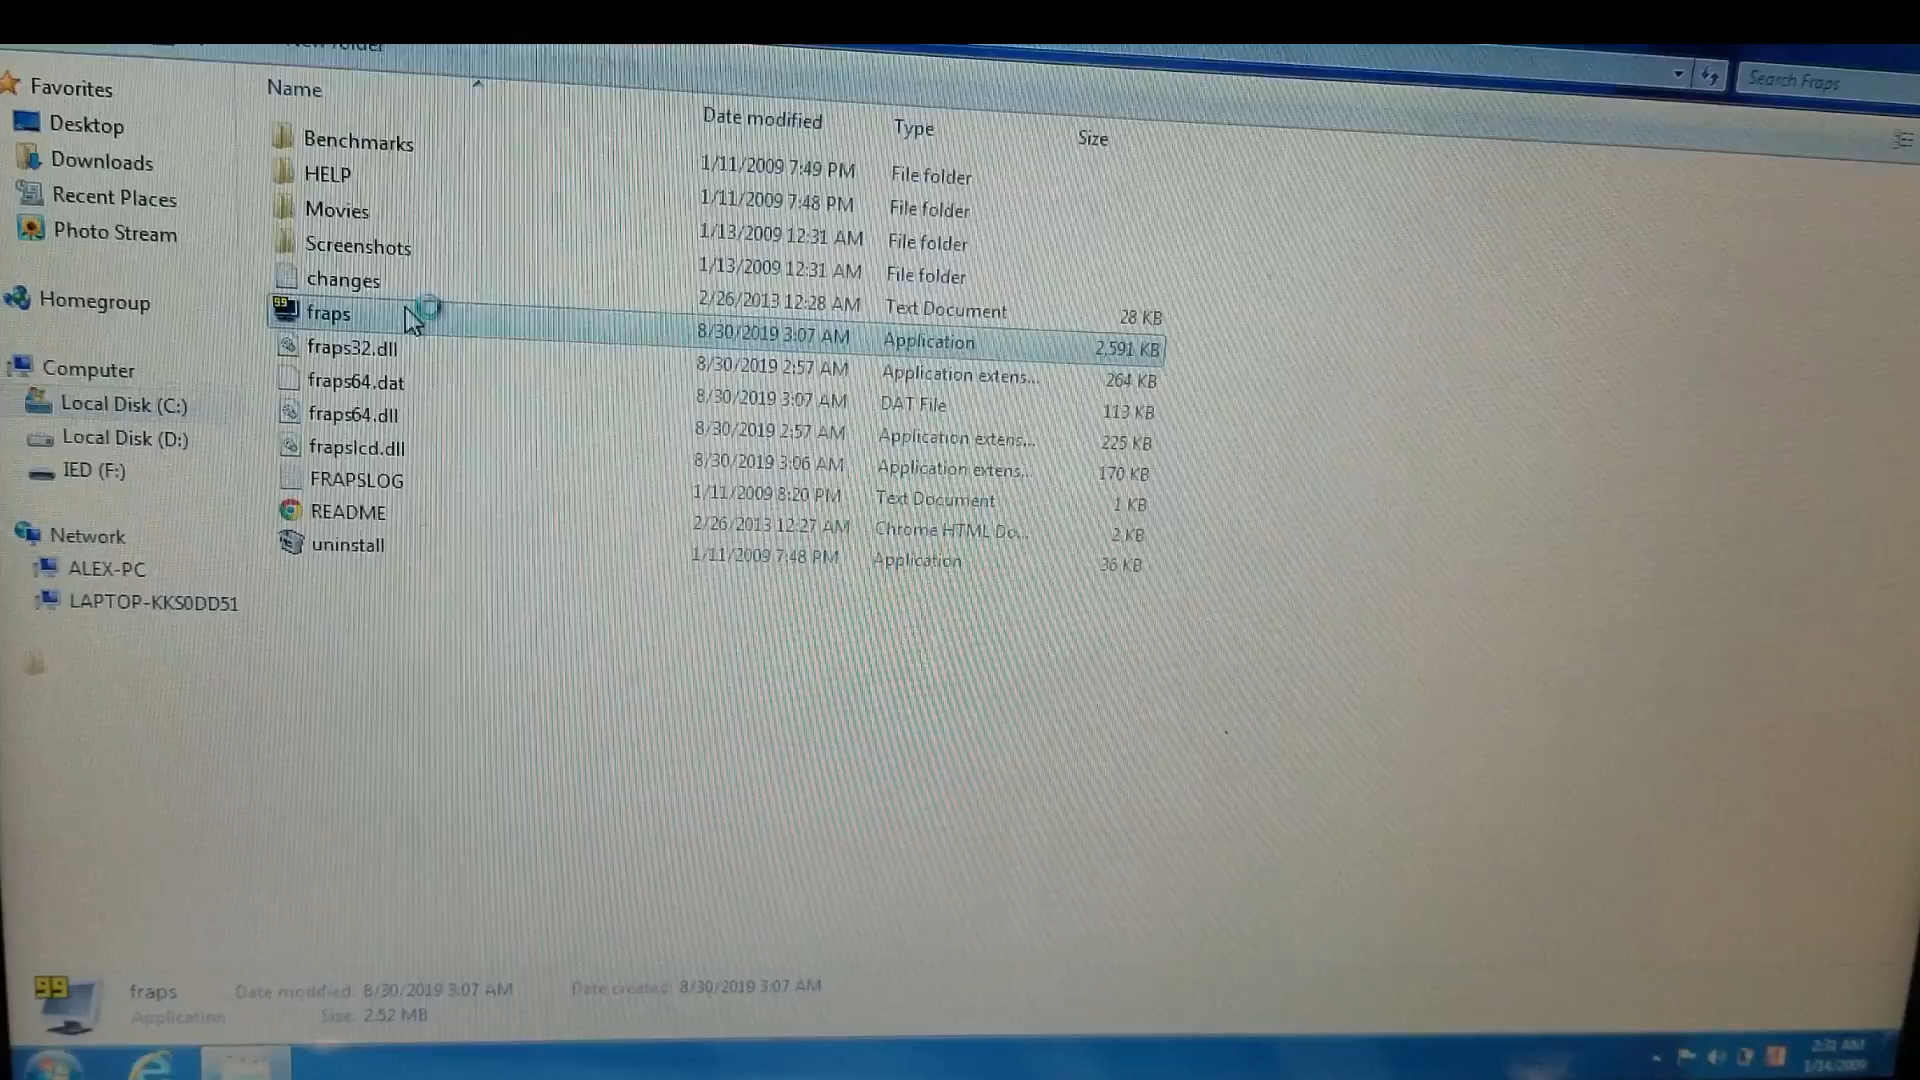 New folder
Search Fraps
Favorites
Desktop
Downloads
Recent Places
Photo Stream
Homegroup
Computer
Local Disk (C:)
Local Disk (D:)
IED (F:)
Network
ALEX-PC
LAPTOP-KKS0DD51
Name Date modified Type Size
Benchmarks 1/11/2009 7:49 PM File folder
HELP 1/11/2009 7:48 PM File folder
Movies 1/13/2009 12:31 AM File folder
Screenshots 1/13/2009 12:31 AM File folder
changes 2/26/2013 12:28 AM Text Document 28 KB
fraps 8/30/2019 3:07 AM Application 2,591 KB
fraps32.dll 8/30/2019 2:57 AM Application extens... 264 KB
fraps64.dat 8/30/2019 3:07 AM DAT File 113 KB
fraps64.dll 8/30/2019 2:57 AM Application extens... 225 KB
frapslcd.dll 8/30/2019 3:06 AM Application extens... 170 KB
FRAPSLOG 1/11/2009 8:20 PM Text Document 1 KB
README 2/26/2013 12:27 AM Chrome HTML Do... 2 KB
uninstall 1/11/2009 7:48 PM Application 36 KB
99
fraps Date modified: 8/30/2019 3:07 AM Date created: 8/30/2019 3:07 AM
Application Size: 2.52 MB
2:32 AM
1/14/2009